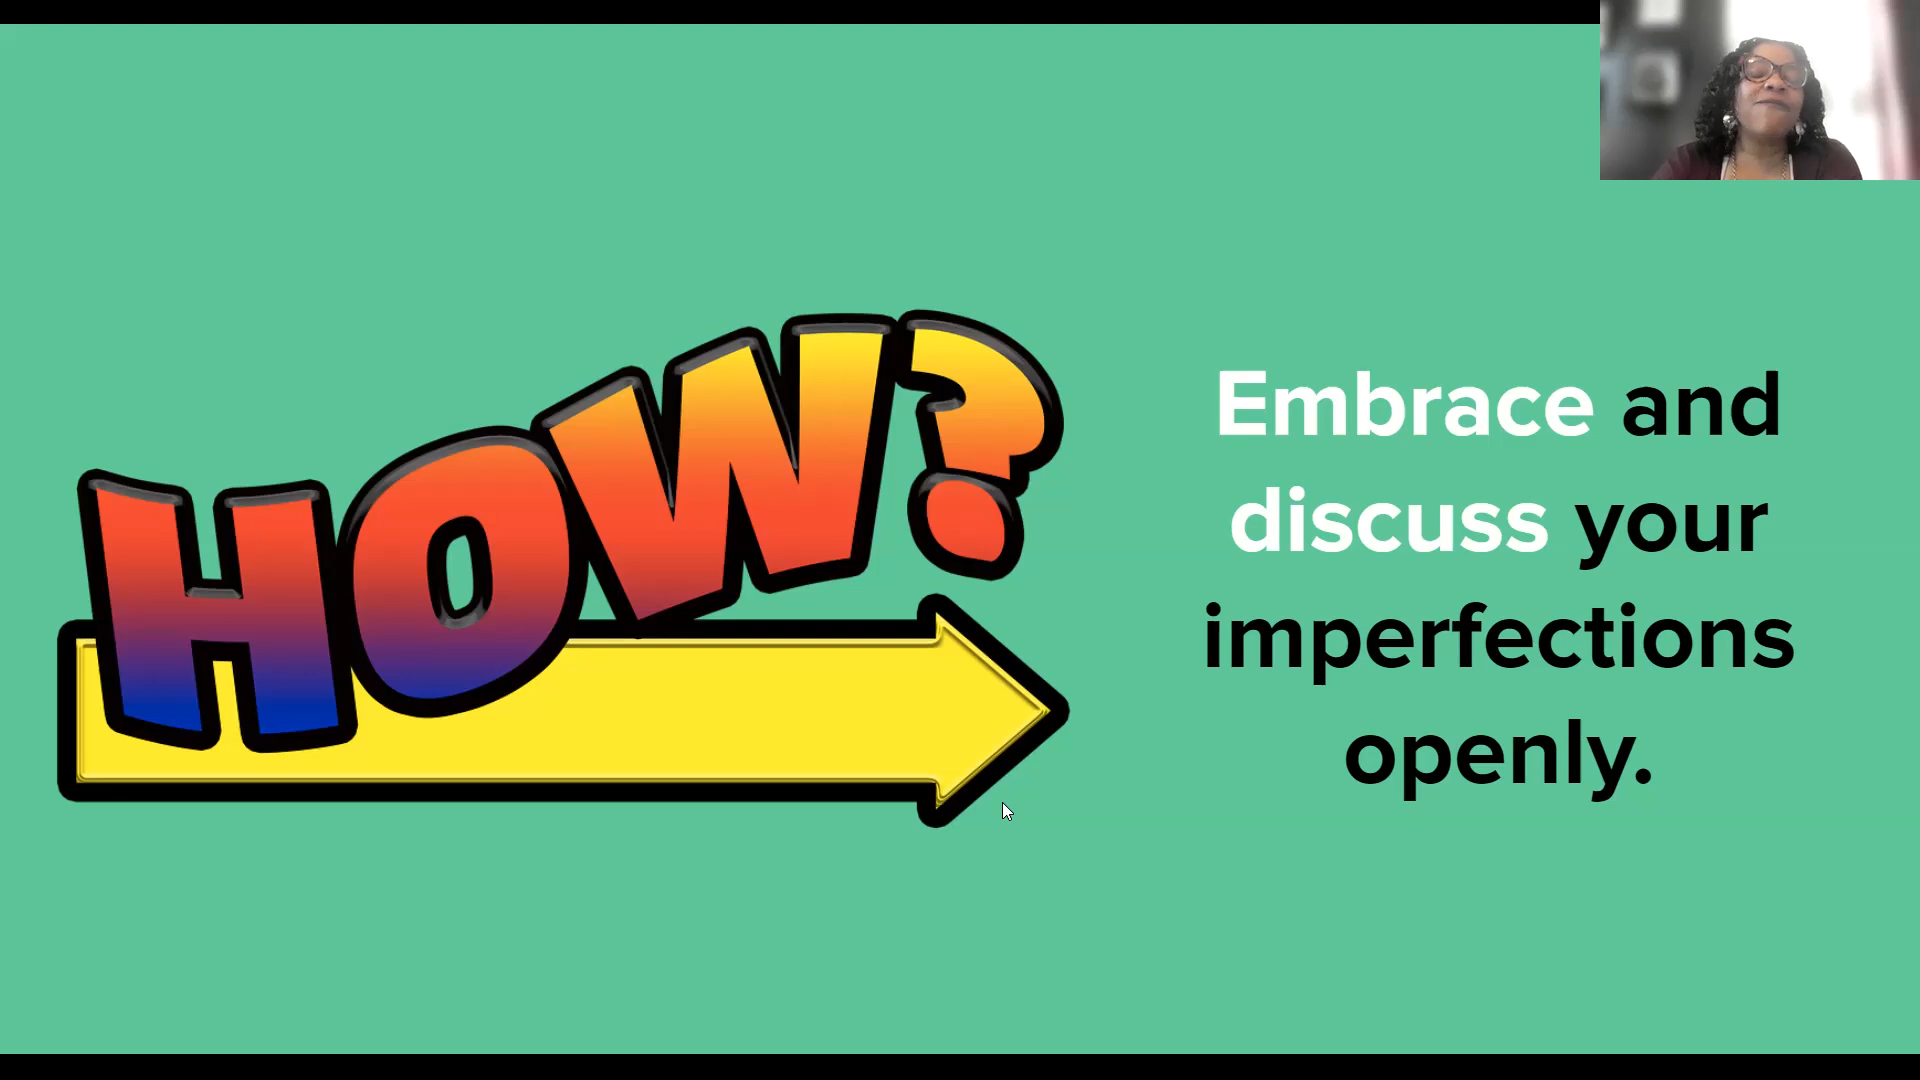 HOW?
Embrace and
discuss your
imperfections
openly.